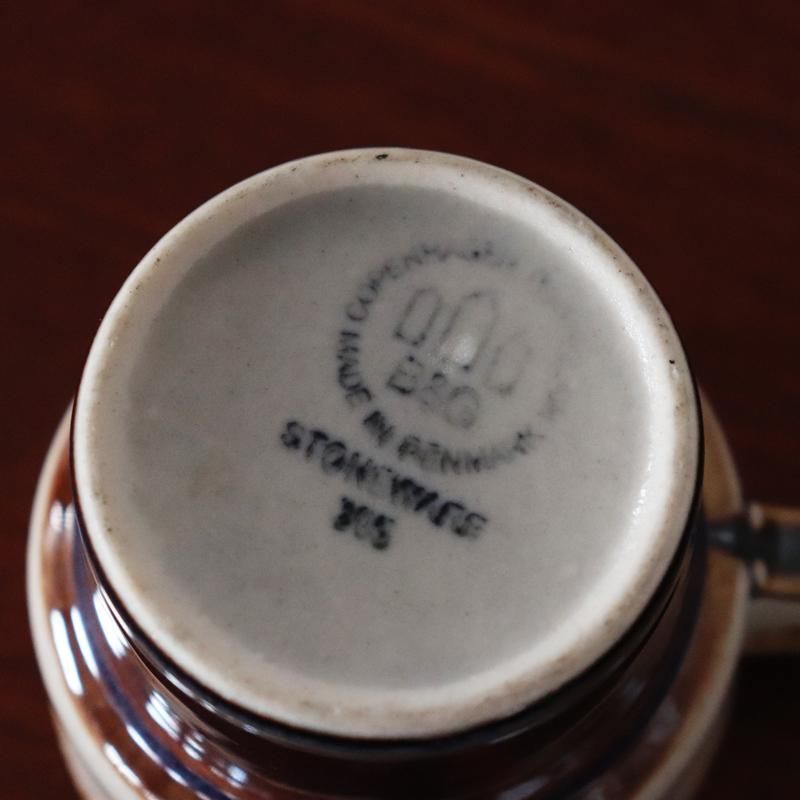 COPENHAGEN
MADE IN DENMARK
B&G
STONEWARE
305